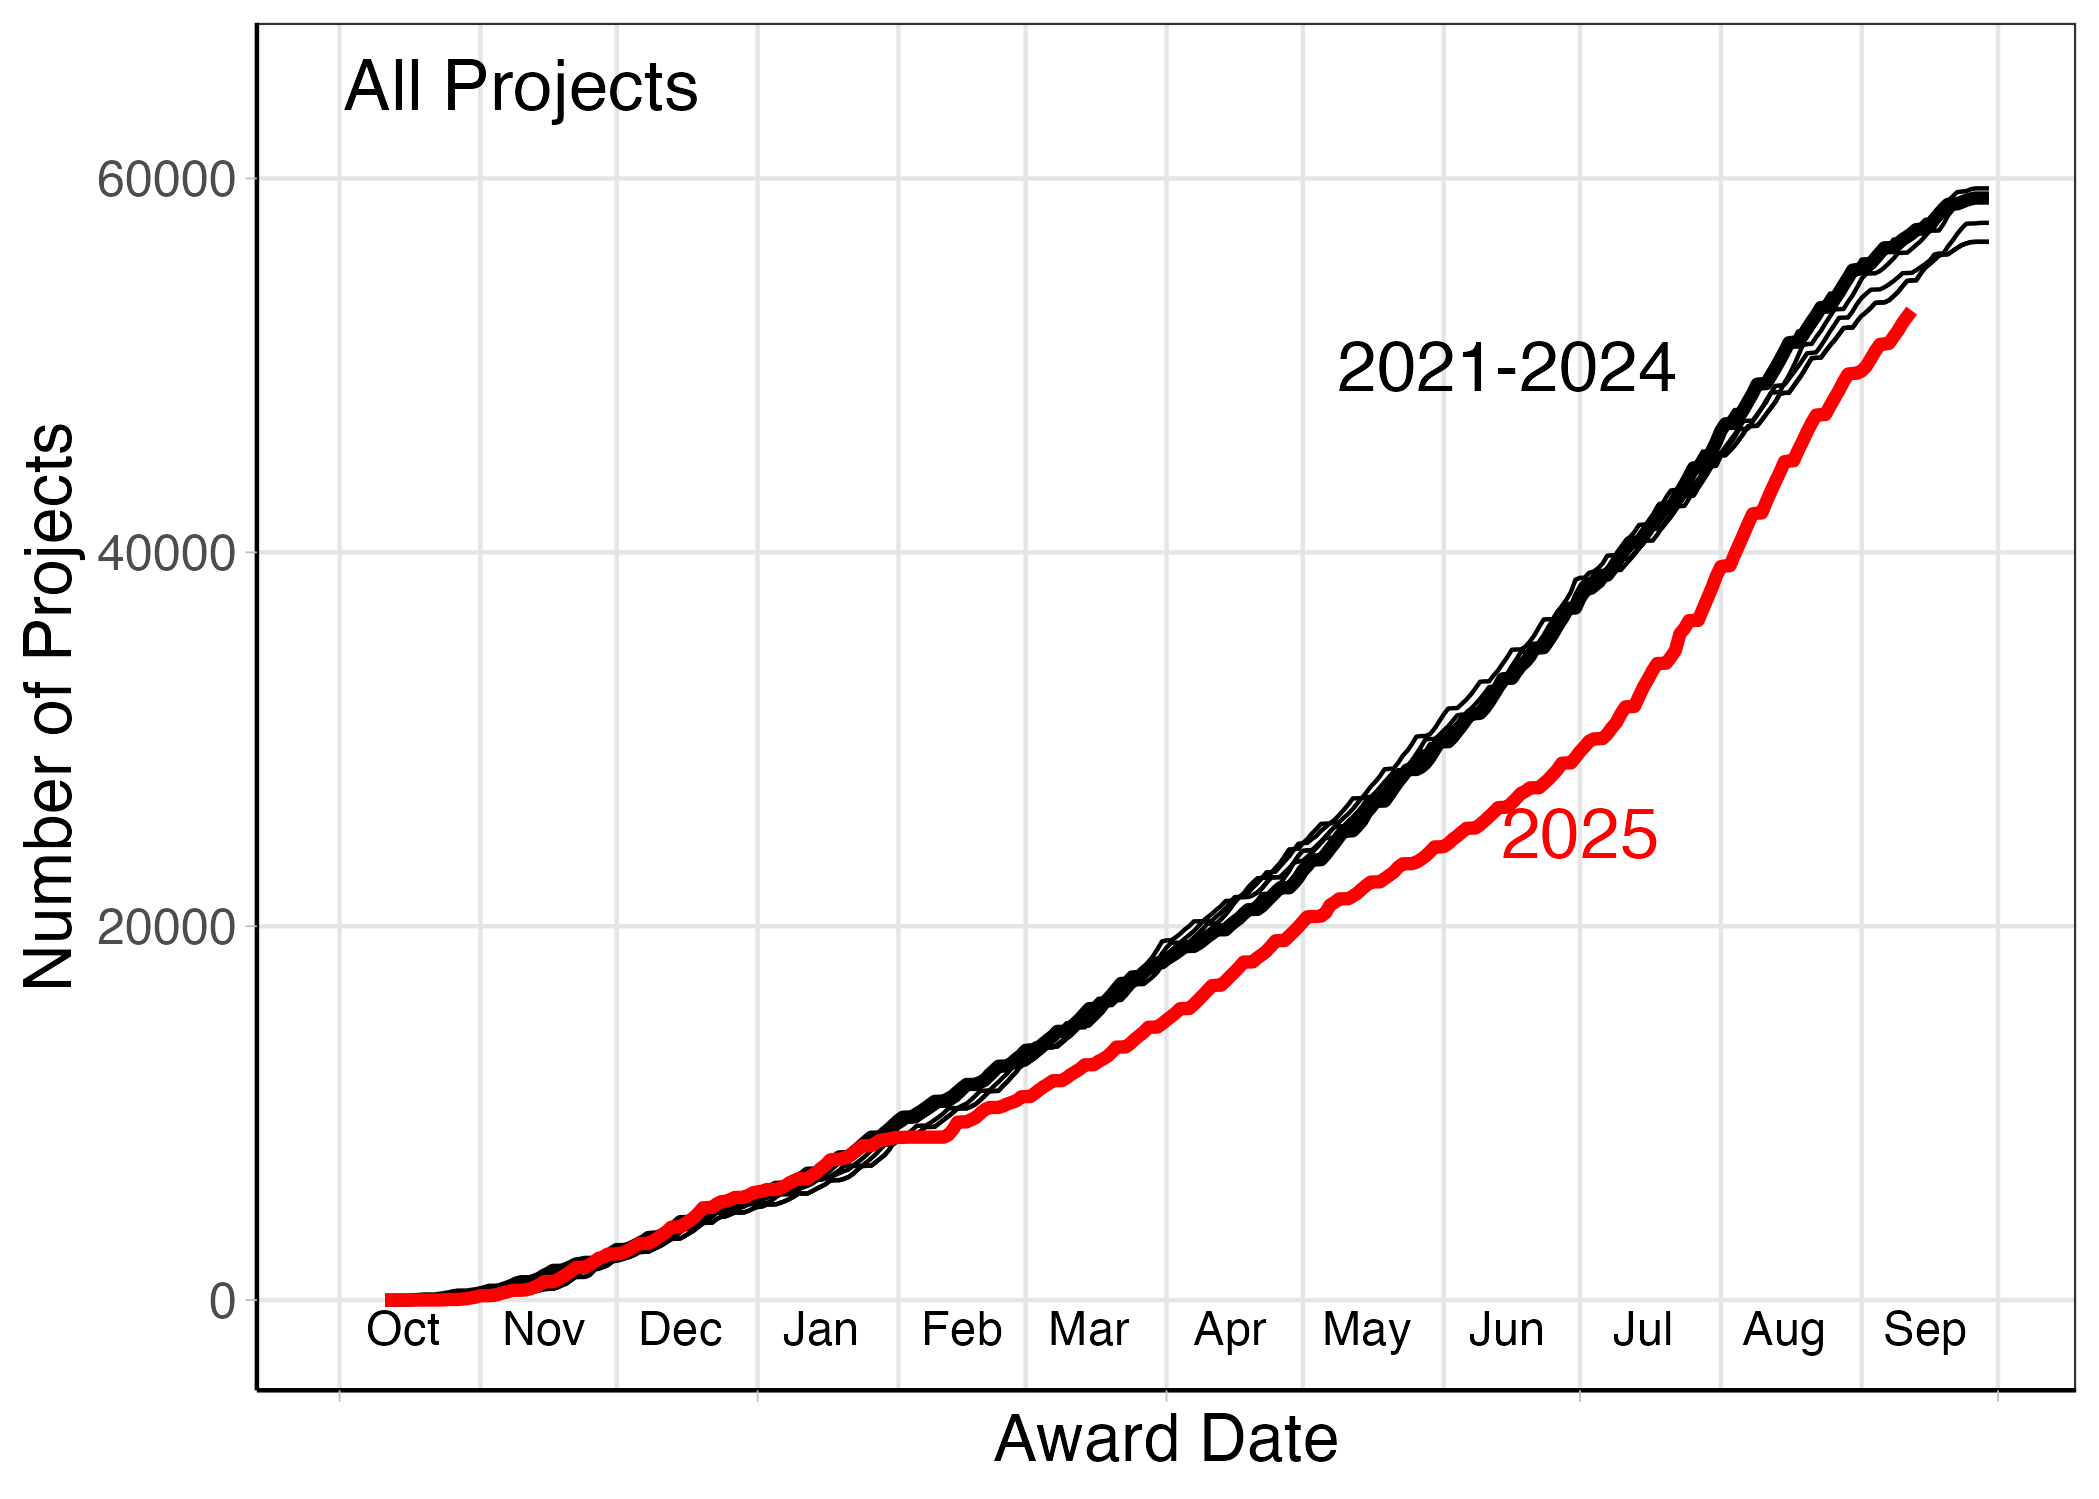 All Projects
60000
2021-2024
40000
2025
20000
0
Oct Nov Dec Jan Feb Mar Apr May Jun Jul Aug Sep
Award Date
Number of Projects